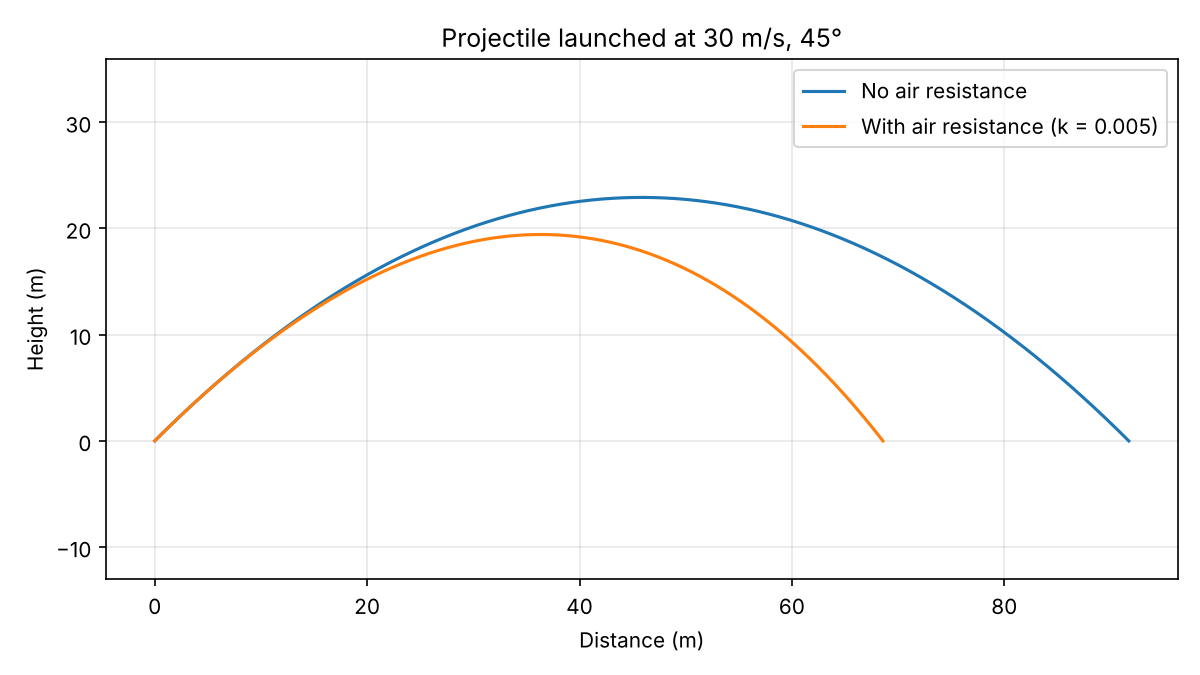 Projectile launched at 30 m/s, 45°
No air resistance
With air resistance (k = 0.005)
Height (m)
30
20
10
0
−10
0 20 40 60 80
Distance (m)